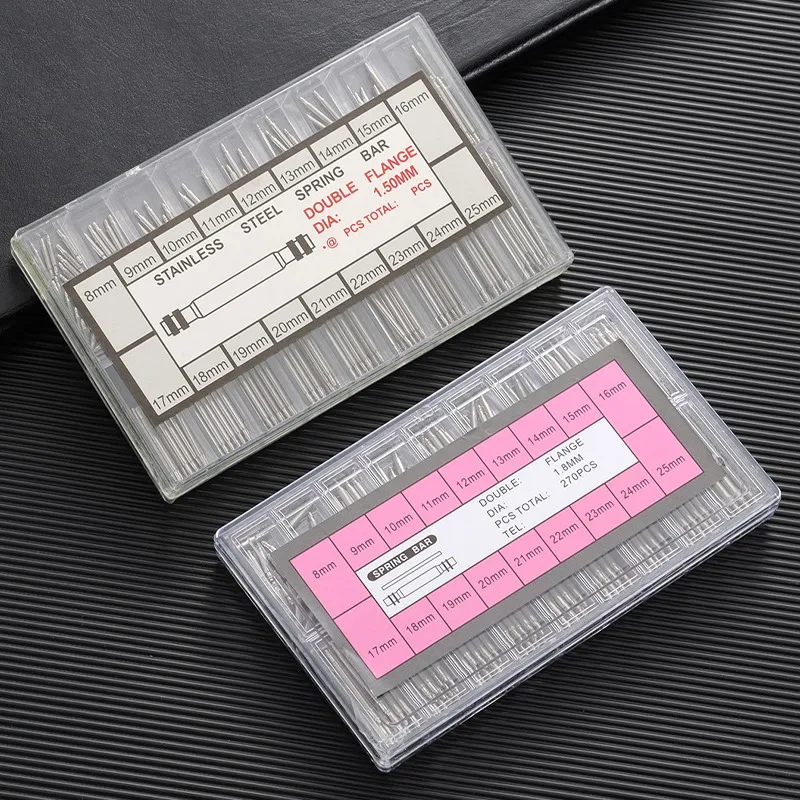 8mm 9mm 10mm 11mm 12mm 13mm 14mm 15mm 16mm
STAINLESS STEEL SPRING BAR
DOUBLE FLANGE
DIA: 1.50MM
.@ PCS TOTAL: PCS
17mm 18mm 19mm 20mm 21mm 22mm 23mm 24mm 25mm
8mm 9mm 10mm 11mm 12mm 13mm 14mm 15mm 16mm
SPRING BAR
DOUBLE: FLANGE
DIA: 1.8MM
PCS TOTAL: 270PCS
TEL:
17mm 18mm 19mm 20mm 21mm 22mm 23mm 24mm 25mm